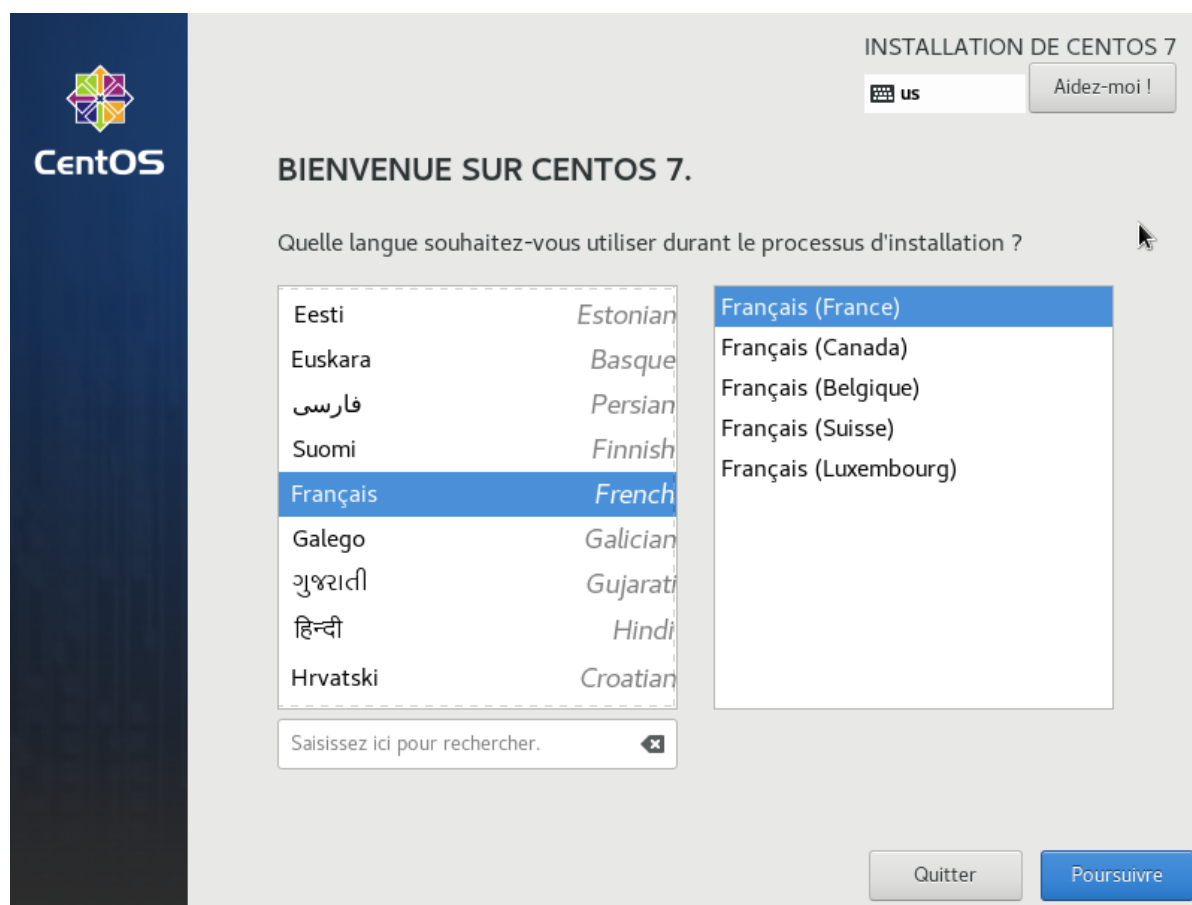 INSTALLATION DE CENTOS 7
us
Aidez-moi !
CentOS
BIENVENUE SUR CENTOS 7.
Quelle langue souhaitez-vous utiliser durant le processus d'installation ?
Eesti Estonian
Euskara Basque
فارسی Persian
Suomi Finnish
Français French
Galego Galician
ગુજરાતી Gujarati
हिन्दी Hindi
Hrvatski Croatian
Français (France)
Français (Canada)
Français (Belgique)
Français (Suisse)
Français (Luxembourg)
Saisissez ici pour rechercher.
Quitter
Poursuivre